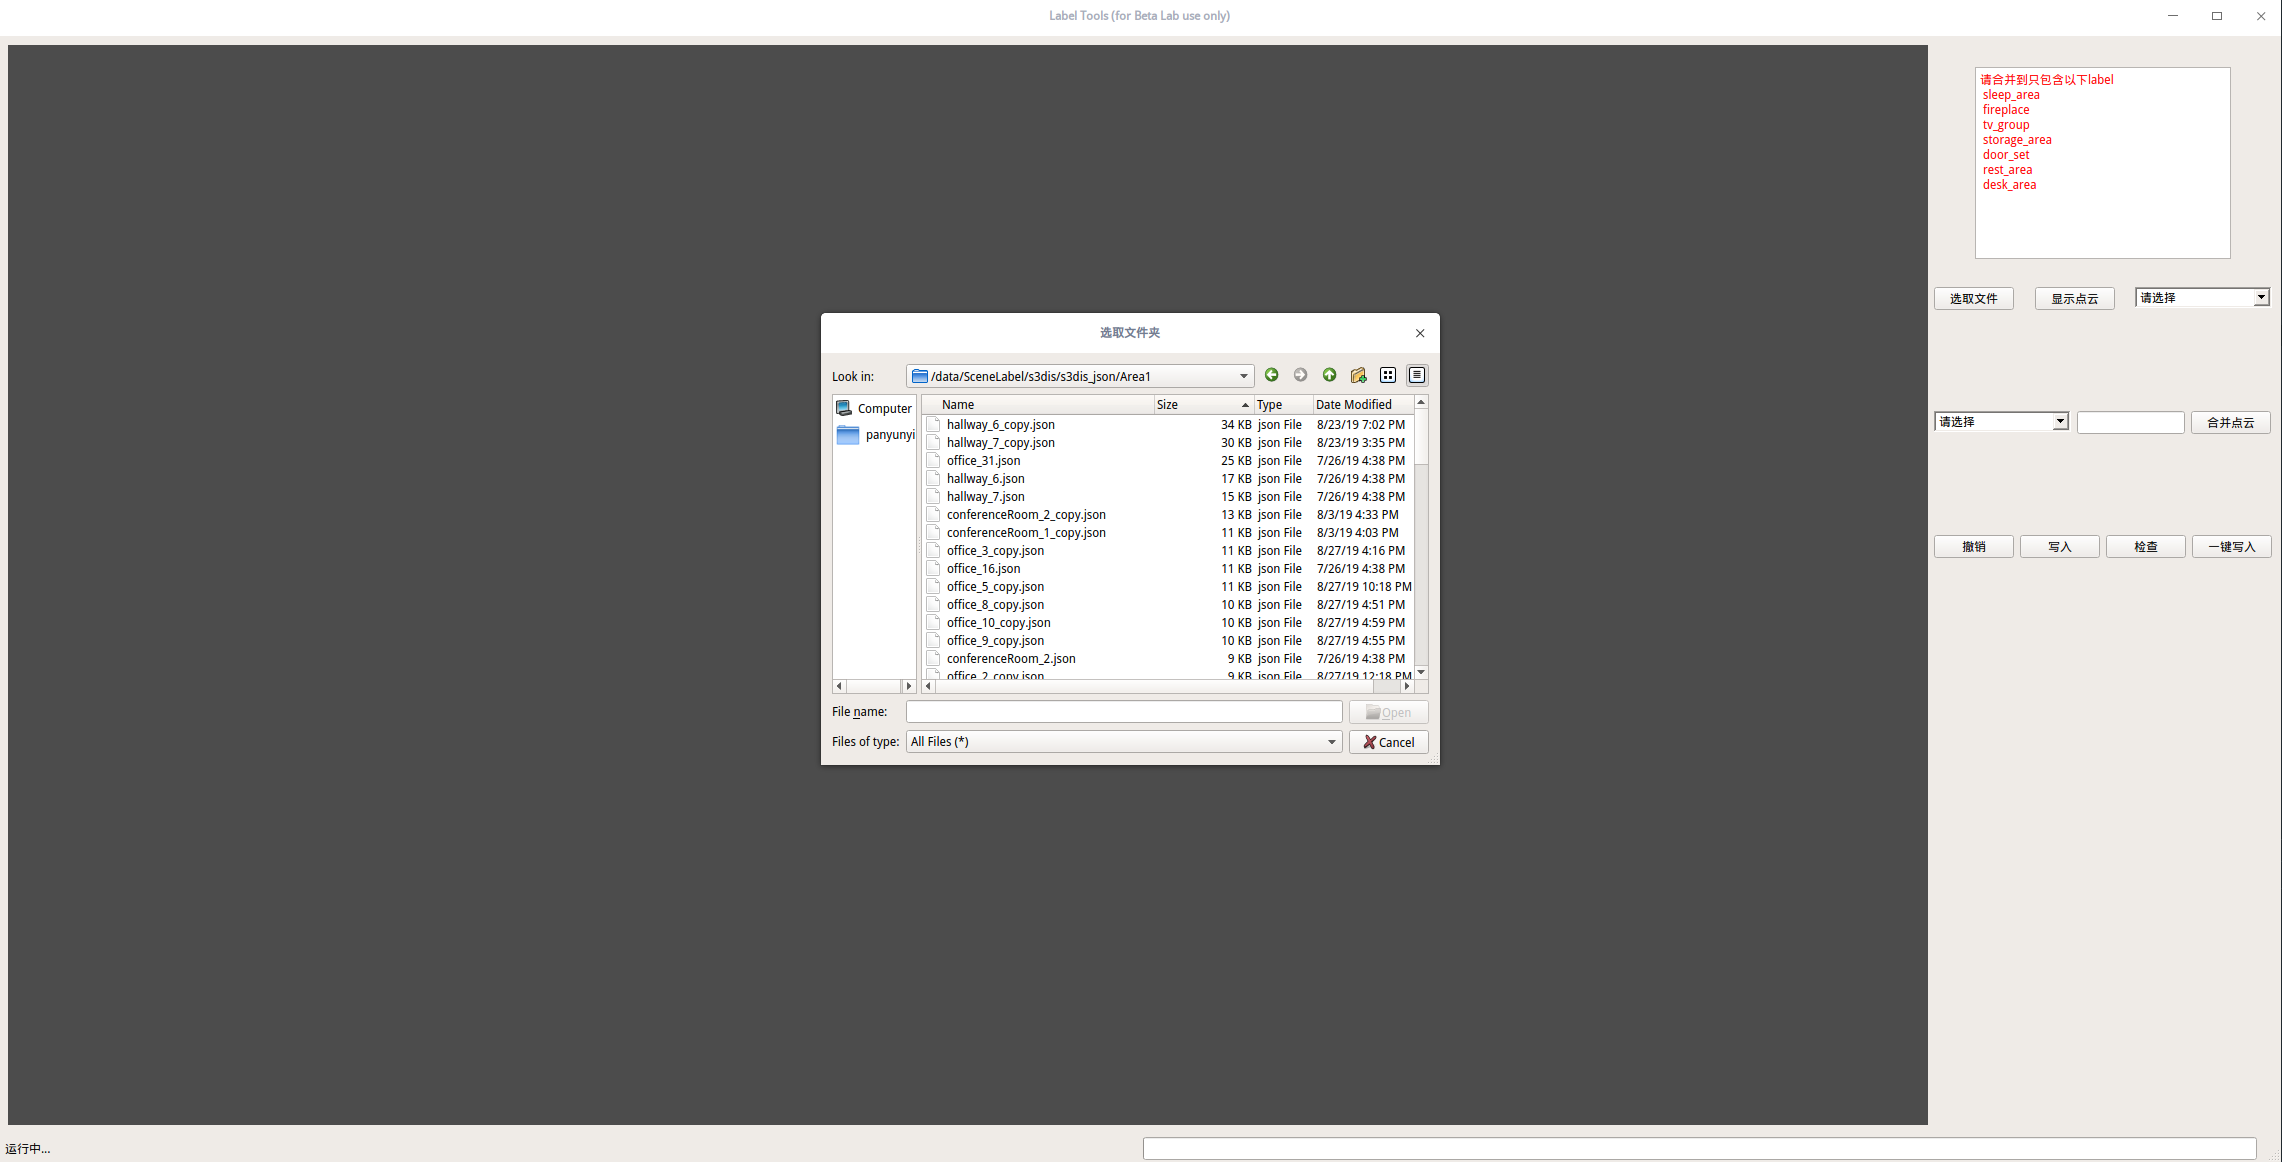 Label Tools (for Beta Lab use only)
请合并到只包含以下label
sleep_area
fireplace
tv_group
storage_area
door_set
rest_area
desk_area
选取文件 显示点云 请选择
选取文件夹
Look in: /data/SceneLabel/s3dis/s3dis_json/Area1
Computer
panyunyi
Name Size Type Date Modified
hallway_6_copy.json 34 KB json File 8/23/19 7:02 PM
hallway_7_copy.json 30 KB json File 8/23/19 3:35 PM
office_31.json 25 KB json File 7/26/19 4:38 PM
hallway_6.json 17 KB json File 7/26/19 4:38 PM
hallway_7.json 15 KB json File 7/26/19 4:38 PM
conferenceRoom_2_copy.json 13 KB json File 8/3/19 4:33 PM
conferenceRoom_1_copy.json 11 KB json File 8/3/19 4:03 PM
office_3_copy.json 11 KB json File 8/27/19 4:16 PM
office_16.json 11 KB json File 7/26/19 4:38 PM
office_5_copy.json 11 KB json File 8/27/19 10:18 PM
office_8_copy.json 10 KB json File 8/27/19 4:51 PM
office_10_copy.json 10 KB json File 8/27/19 4:59 PM
office_9_copy.json 10 KB json File 8/27/19 4:55 PM
conferenceRoom_2.json 9 KB json File 7/26/19 4:38 PM
office_2_copy.json 9 KB json File 8/27/19 12:18 PM
File name: Open
Files of type: All Files (*) Cancel
请选择 合并点云
撤销 写入 检查 一键写入
运行中...